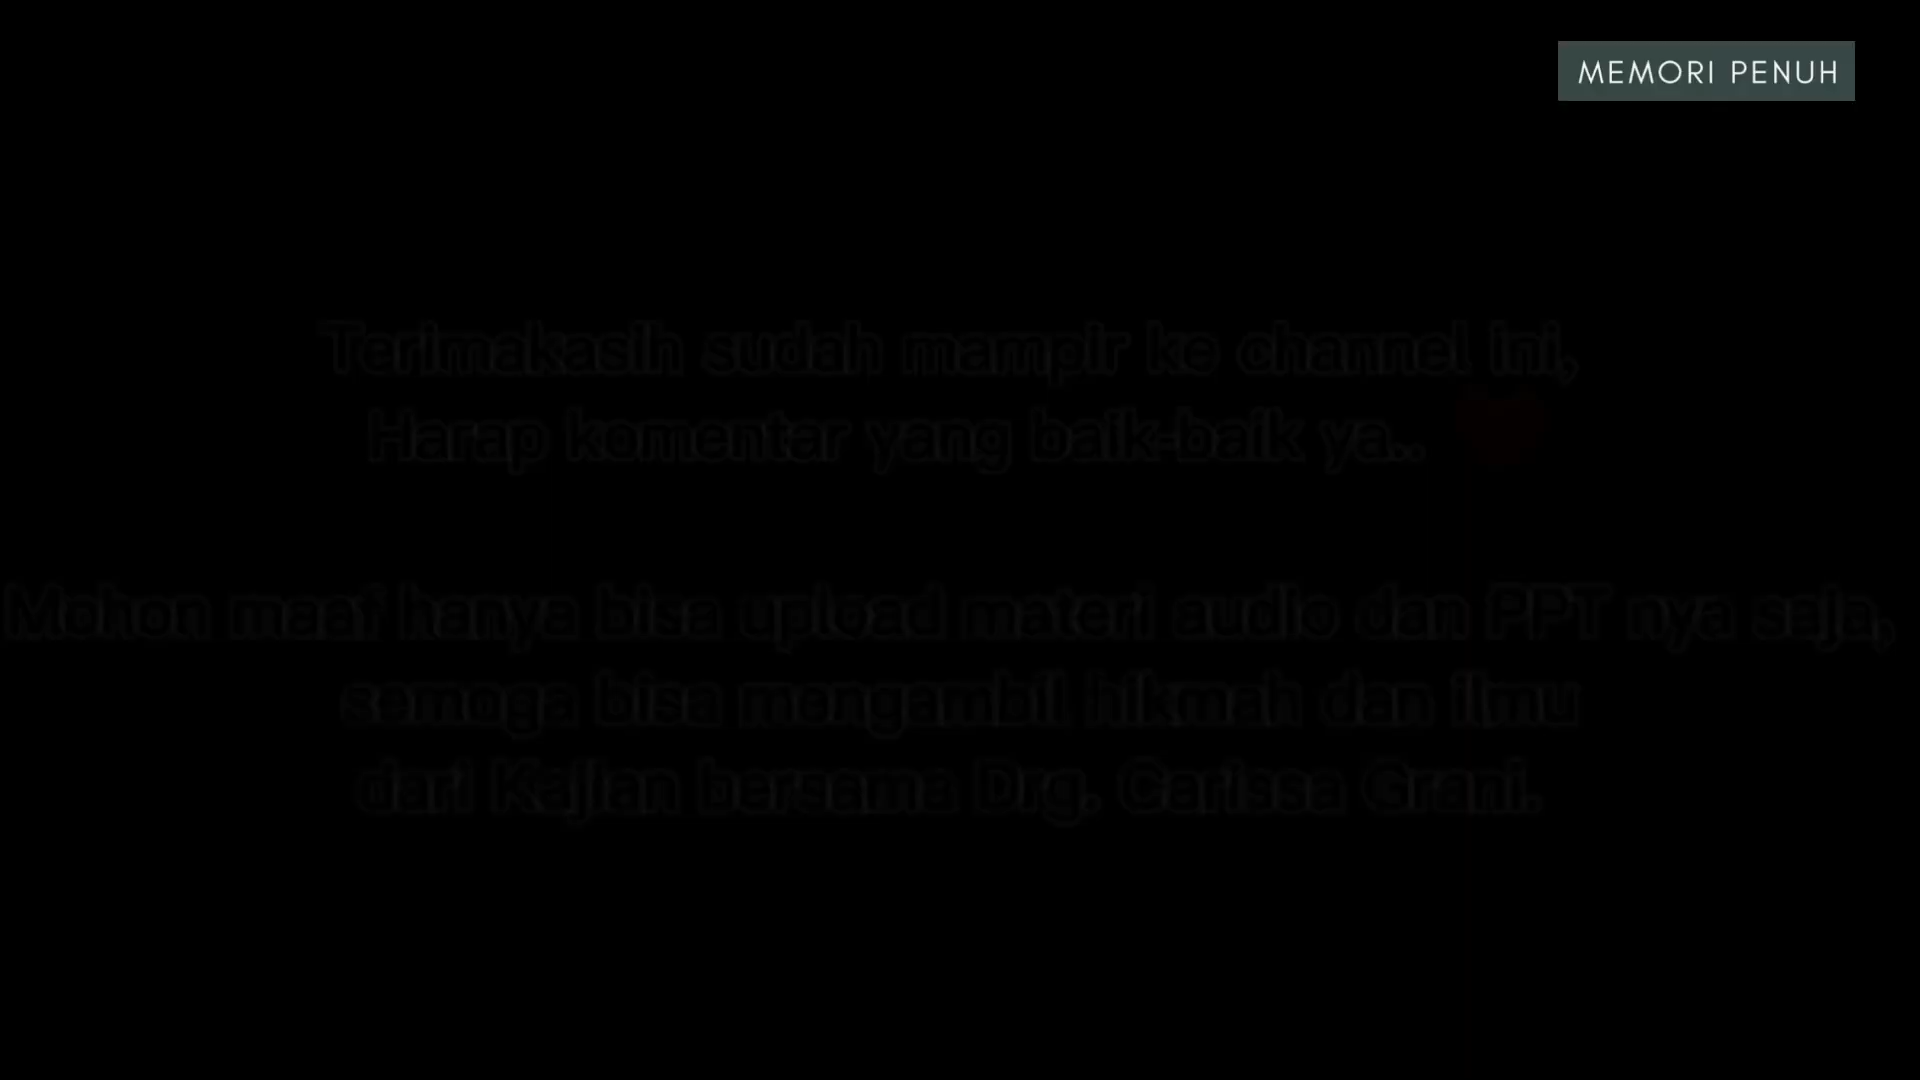 MEMORI PENUH
Terimakasih sudah mampir ke channel ini,
Harap komentar yang baik-baik ya..
Mohon maaf hanya bisa upload materi audio dan PPT nya saja,
semoga bisa mengambil hikmah dan ilmu
dari Kajian bersama Drg. Carissa Grani.